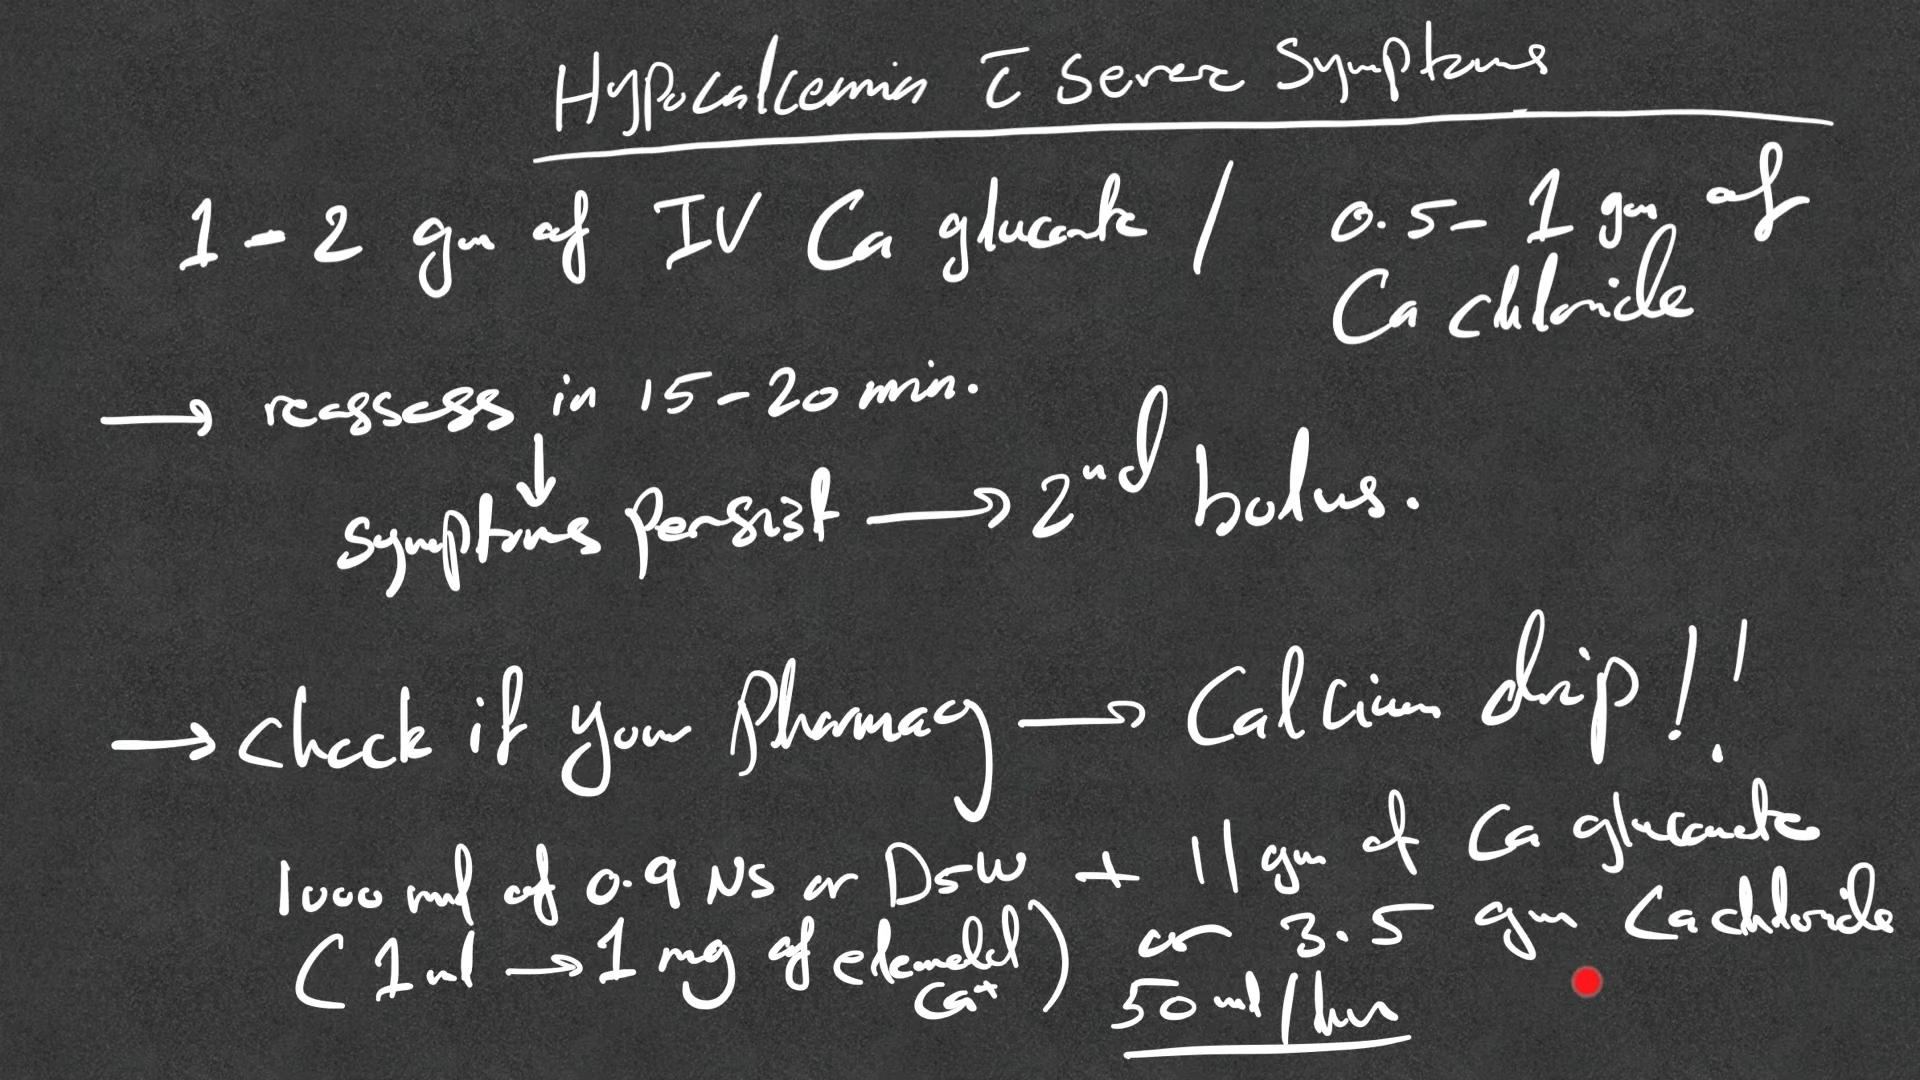 Hypocalcemia c̄ severe symptoms
1 - 2 gm of IV Ca gluconate / 0.5 - 1 gm of
Ca chloride
→ reassess in 15 - 20 min.
↓
symptoms persist → 2nd bolus.
→ check if your pharmacy → Calcium drip!!
1000 ml of 0.9 NS or D5W + 11 gm of Ca gluconate
(1 ml → 1 mg of elemental Ca+) or 3.5 gm Ca chloride
50 ml/hr